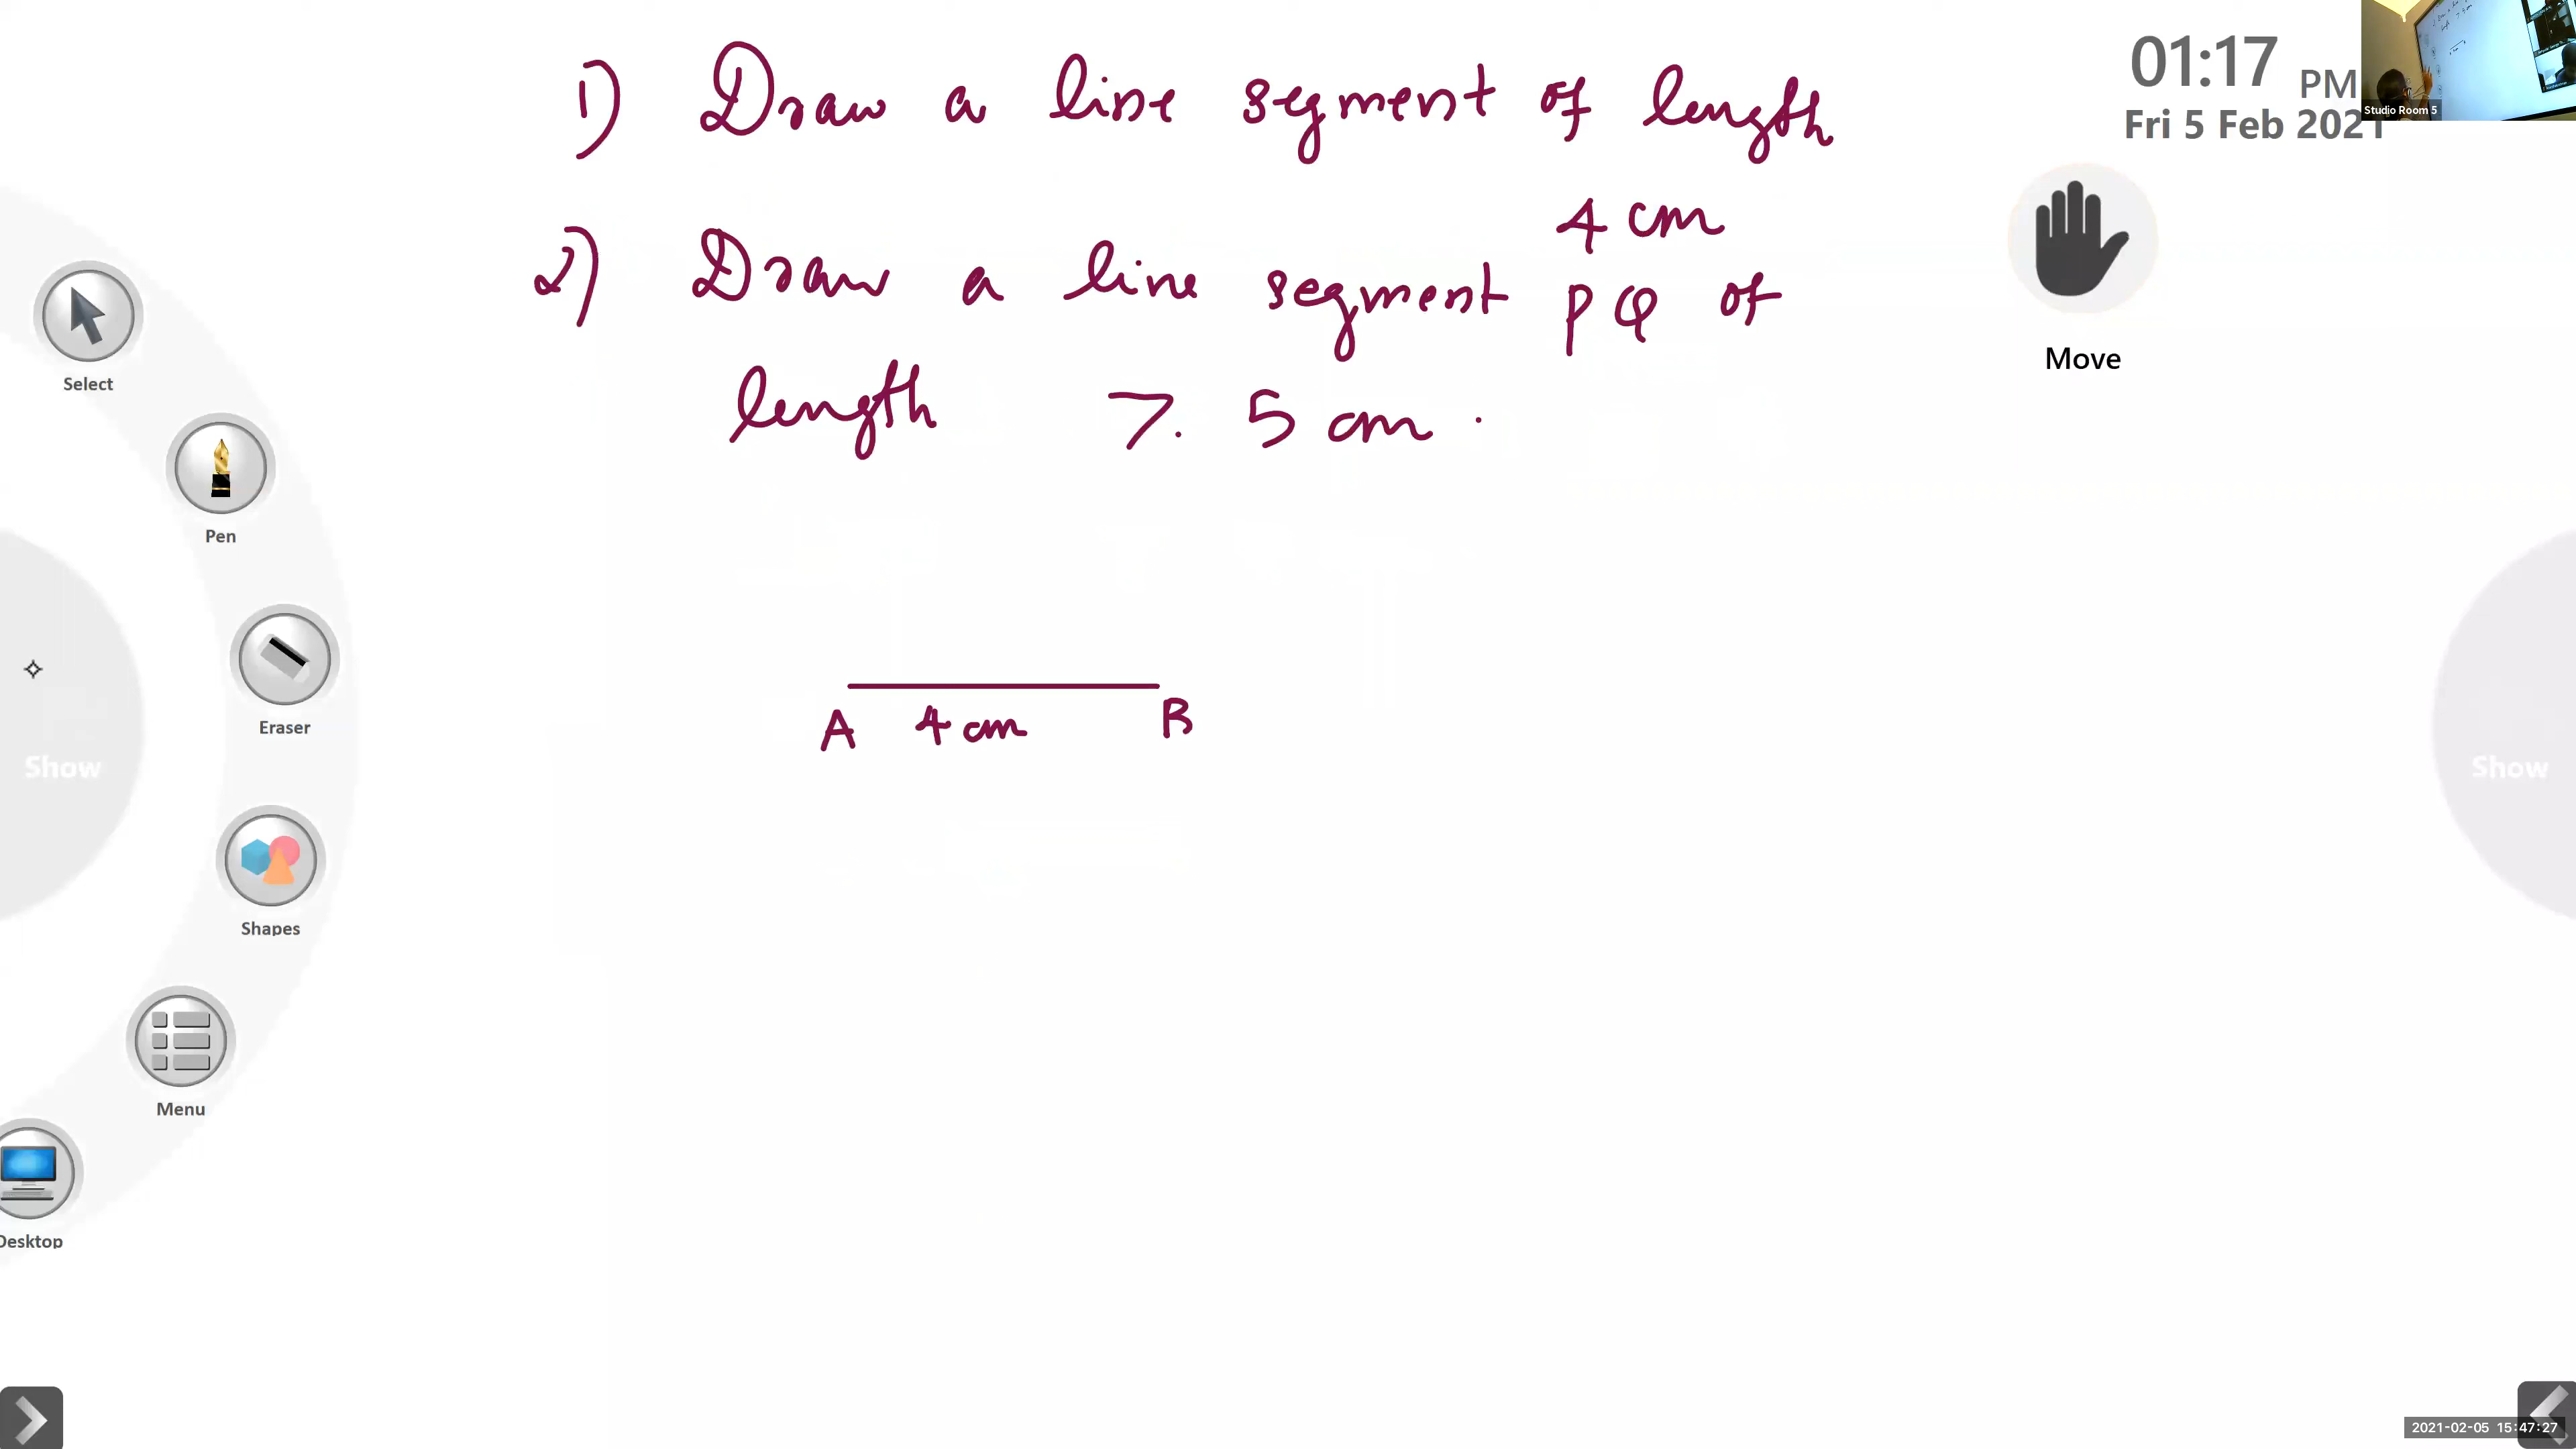 1) Draw a line segment of length
4 cm
2) Draw a line segment PQ of
length 7.5 cm.
A 4 cm B
01:17 PM
Fri 5 Feb 2021
Studio Room 5
Move
Select
Pen
Eraser
Show
Show
Shapes
Menu
Desktop
2021-02-05 15:47:27